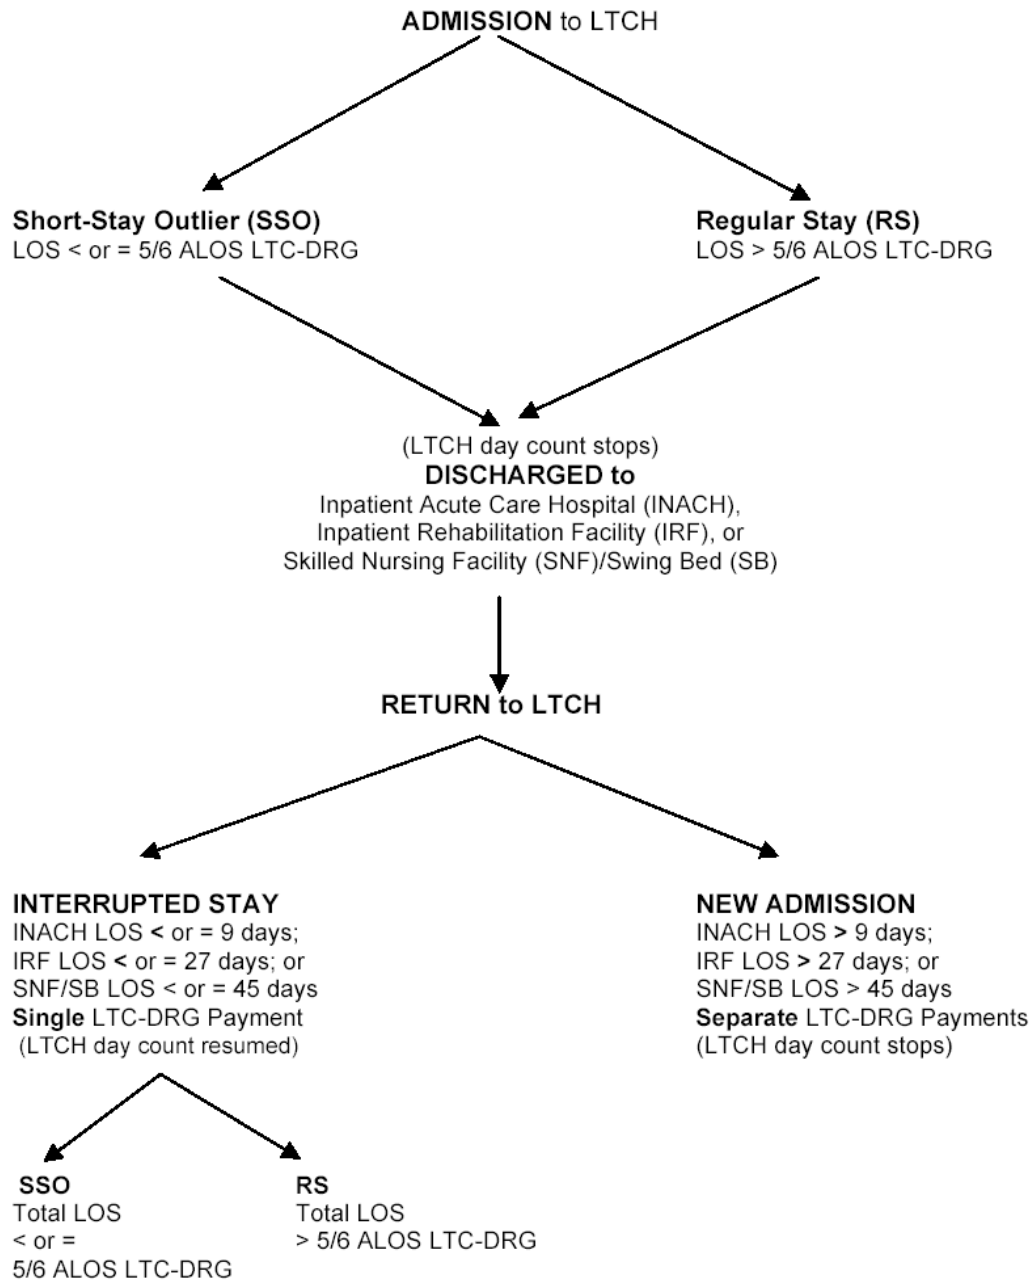 ADMISSION to LTCH
Short-Stay Outlier (SSO)
LOS < or = 5/6 ALOS LTC-DRG
Regular Stay (RS)
LOS > 5/6 ALOS LTC-DRG
(LTCH day count stops)
DISCHARGED to
Inpatient Acute Care Hospital (INACH),
Inpatient Rehabilitation Facility (IRF), or
Skilled Nursing Facility (SNF)/Swing Bed (SB)
RETURN to LTCH
INTERRUPTED STAY
INACH LOS < or = 9 days;
IRF LOS < or = 27 days; or
SNF/SB LOS < or = 45 days
Single LTC-DRG Payment
(LTCH day count resumed)
NEW ADMISSION
INACH LOS > 9 days;
IRF LOS > 27 days; or
SNF/SB LOS > 45 days
Separate LTC-DRG Payments
(LTCH day count stops)
SSO
Total LOS
< or =
5/6 ALOS LTC-DRG
RS
Total LOS
> 5/6 ALOS LTC-DRG